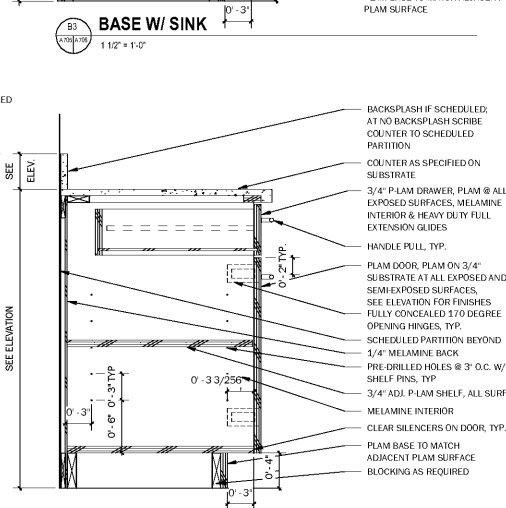 0' - 3"
PLAM SURFACE
B3
A705 A706
BASE W/ SINK
1 1/2" = 1'-0"
ED
BACKSPLASH IF SCHEDULED;
AT NO BACKSPLASH SCRIBE
COUNTER TO SCHEDULED
PARTITION
SEE
ELEV.
COUNTER AS SPECIFIED ON
SUBSTRATE
3/4" P-LAM DRAWER, PLAM @ ALL
EXPOSED SURFACES, MELAMINE
INTERIOR & HEAVY DUTY FULL
EXTENSION GLIDES
HANDLE PULL, TYP.
0' - 2" TYP.
PLAM DOOR, PLAM ON 3/4"
SUBSTRATE AT ALL EXPOSED AND
SEMI-EXPOSED SURFACES,
SEE ELEVATION FOR FINISHES
FULLY CONCEALED 170 DEGREE
OPENING HINGES, TYP.
SCHEDULED PARTITION BEYOND
1/4" MELAMINE BACK
SEE ELEVATION
PRE-DRILLED HOLES @ 3" O.C. W/
SHELF PINS, TYP
0' - 3" TYP
0' - 3 3/256"
3/4" ADJ. P-LAM SHELF, ALL SURF
MELAMINE INTERIOR
0' - 3"
0' - 6"
CLEAR SILENCERS ON DOOR, TYP.
PLAM BASE TO MATCH
ADJACENT PLAM SURFACE
0' - 4"
BLOCKING AS REQUIRED
0' - 3"